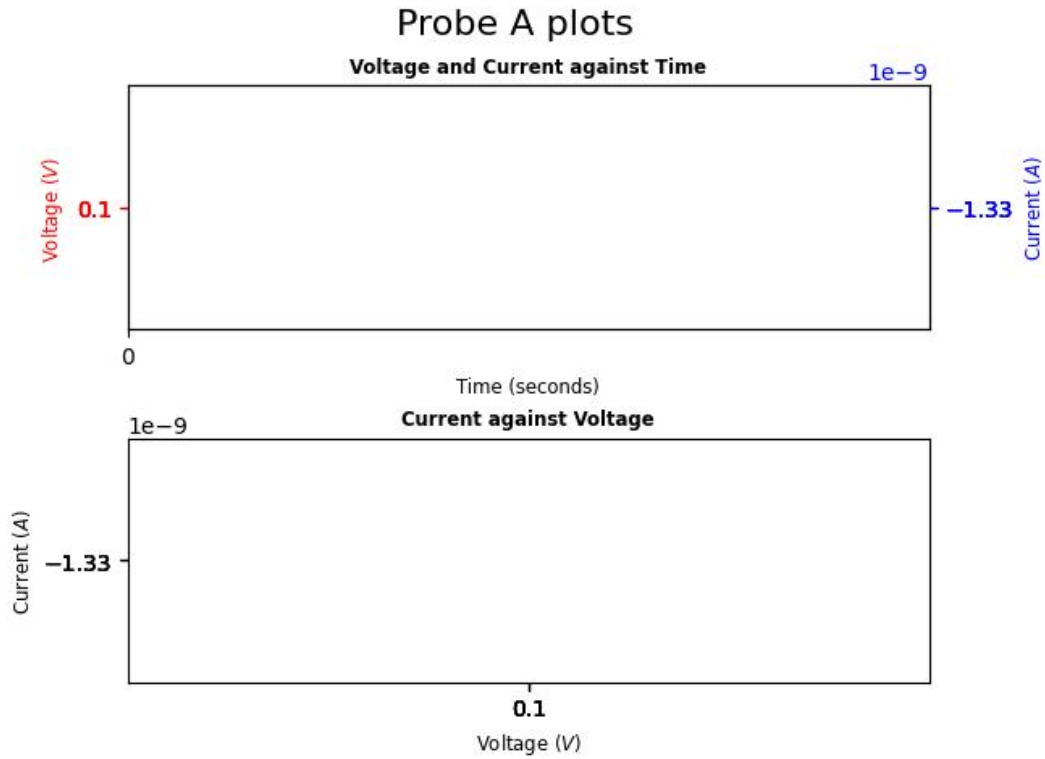 Probe A plots
Voltage and Current against Time
1e−9
Voltage (V)
0.1
−1.33
Current (A)
0
Time (seconds)
Current against Voltage
1e−9
Current (A)
−1.33
0.1
Voltage (V)